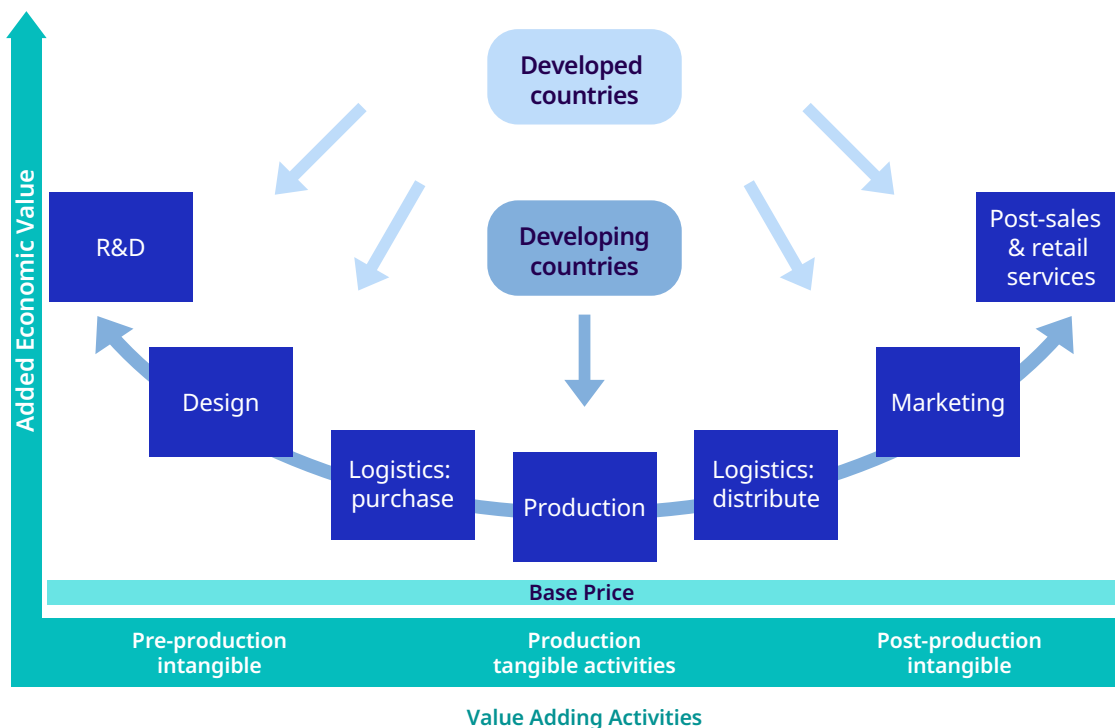 Developed
countries
Added Economic Value
R&D
Developing
countries
Post-sales
& retail
services
Design
Marketing
Logistics:
purchase
Production
Logistics:
distribute
Base Price
Pre-production
intangible
Production
tangible activities
Post-production
intangible
Value Adding Activities